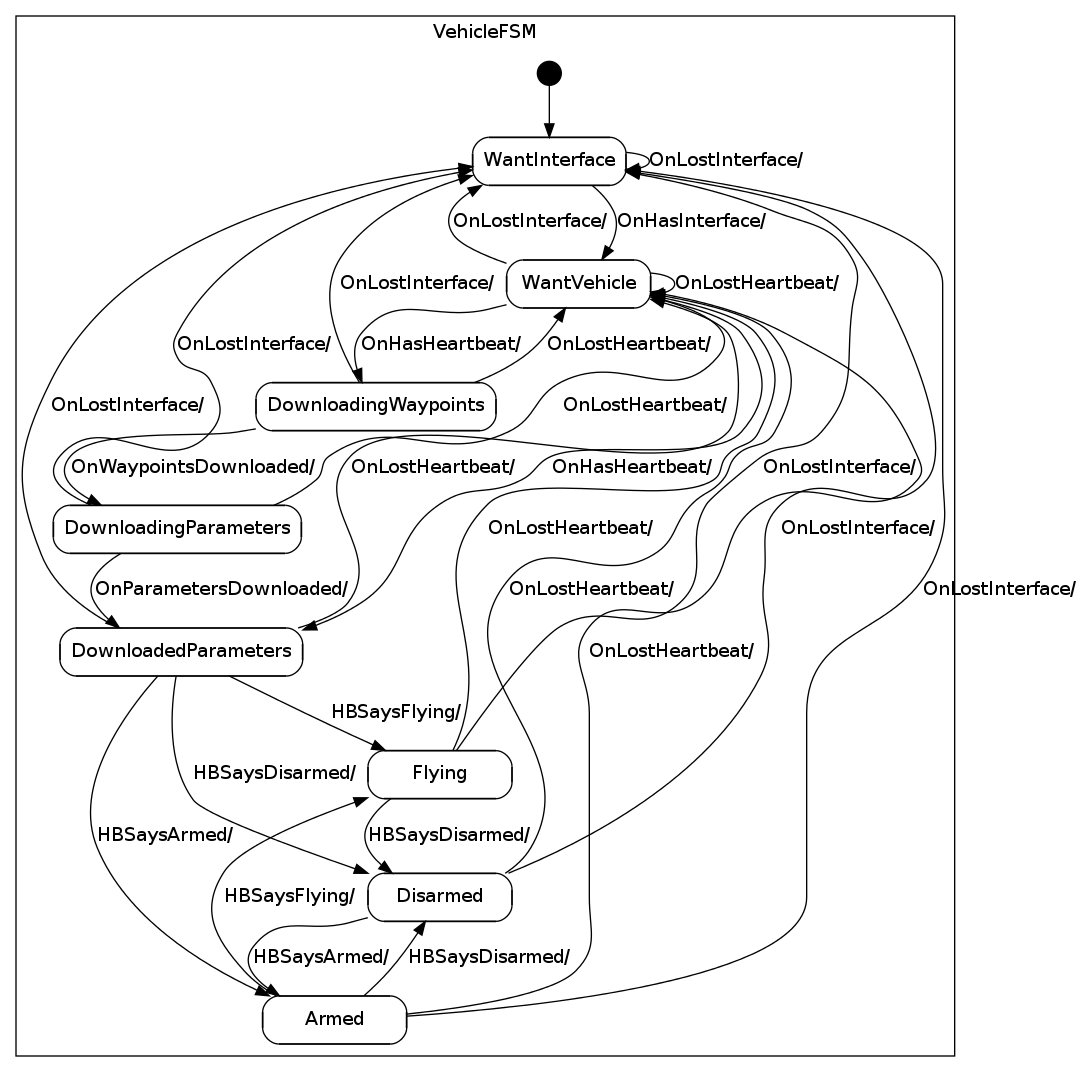 VehicleFSM
WantInterface
OnLostInterface/
OnLostInterface/
OnHasInterface/
WantVehicle
OnLostInterface/
OnLostHeartbeat/
OnLostInterface/
OnHasHeartbeat/
OnLostHeartbeat/
OnLostInterface/
DownloadingWaypoints
OnLostHeartbeat/
OnWaypointsDownloaded/
OnLostHeartbeat/
OnHasHeartbeat/
OnLostInterface/
DownloadingParameters
OnLostHeartbeat/
OnLostInterface/
OnParametersDownloaded/
OnLostHeartbeat/
OnLostInterface/
DownloadedParameters
OnLostHeartbeat/
HBSaysFlying/
HBSaysDisarmed/
Flying
HBSaysArmed/
HBSaysDisarmed/
HBSaysFlying/
Disarmed
HBSaysArmed/
HBSaysDisarmed/
Armed